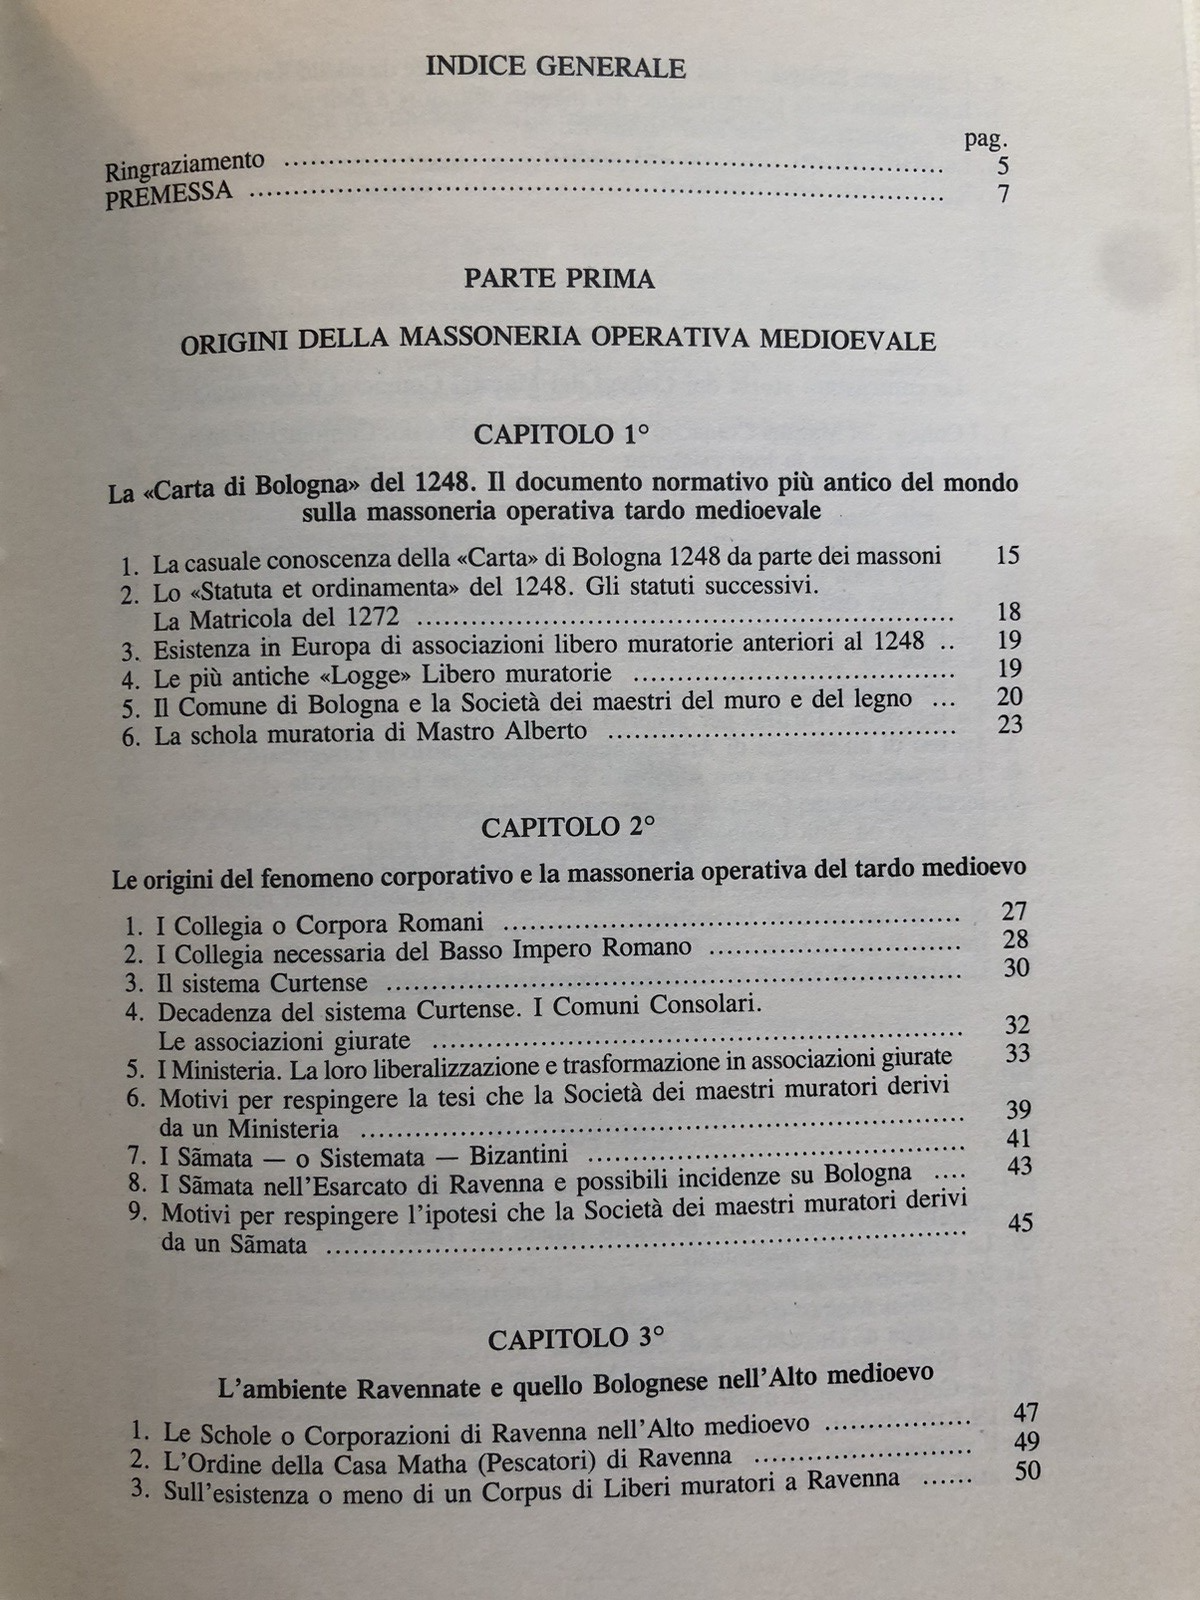 INDICE GENERALE
pag.
Ringraziamento ........................................ 5
PREMESSA ........................................ 7
PARTE PRIMA
ORIGINI DELLA MASSONERIA OPERATIVA MEDIOEVALE
CAPITOLO 1°
La «Carta di Bologna» del 1248. Il documento normativo più antico del mondo
sulla massoneria operativa tardo medioevale
1. La casuale conoscenza della «Carta» di Bologna 1248 da parte dei massoni 15
2. Lo «Statuta et ordinamenta» del 1248. Gli statuti successivi.
La Matricola del 1272 ........................................ 18
3. Esistenza in Europa di associazioni libero muratorie anteriori al 1248 .. 19
4. Le più antiche «Logge» Libero muratorie ........................................ 19
5. Il Comune di Bologna e la Società dei maestri del muro e del legno ... 20
6. La schola muratoria di Mastro Alberto ........................................ 23
CAPITOLO 2°
Le origini del fenomeno corporativo e la massoneria operativa del tardo medioevo
1. I Collegia o Corpora Romani ........................................ 27
2. I Collegia necessaria del Basso Impero Romano ........................................ 28
3. Il sistema Curtense ........................................ 30
4. Decadenza del sistema Curtense. I Comuni Consolari.
Le associazioni giurate ........................................ 32
5. I Ministeria. La loro liberalizzazione e trasformazione in associazioni giurate 33
6. Motivi per respingere la tesi che la Società dei maestri muratori derivi
da un Ministeria ........................................ 39
7. I Sãmata — o Sistemata — Bizantini ........................................ 41
8. I Sãmata nell'Esarcato di Ravenna e possibili incidenze su Bologna .... 43
9. Motivi per respingere l'ipotesi che la Società dei maestri muratori derivi
da un Sãmata ........................................ 45
CAPITOLO 3°
L'ambiente Ravennate e quello Bolognese nell'Alto medioevo
1. Le Schole o Corporazioni di Ravenna nell'Alto medioevo .................. 47
2. L'Ordine della Casa Matha (Pescatori) di Ravenna ........................... 49
3. Sull'esistenza o meno di un Corpus di Liberi muratori a Ravenna ...... 50